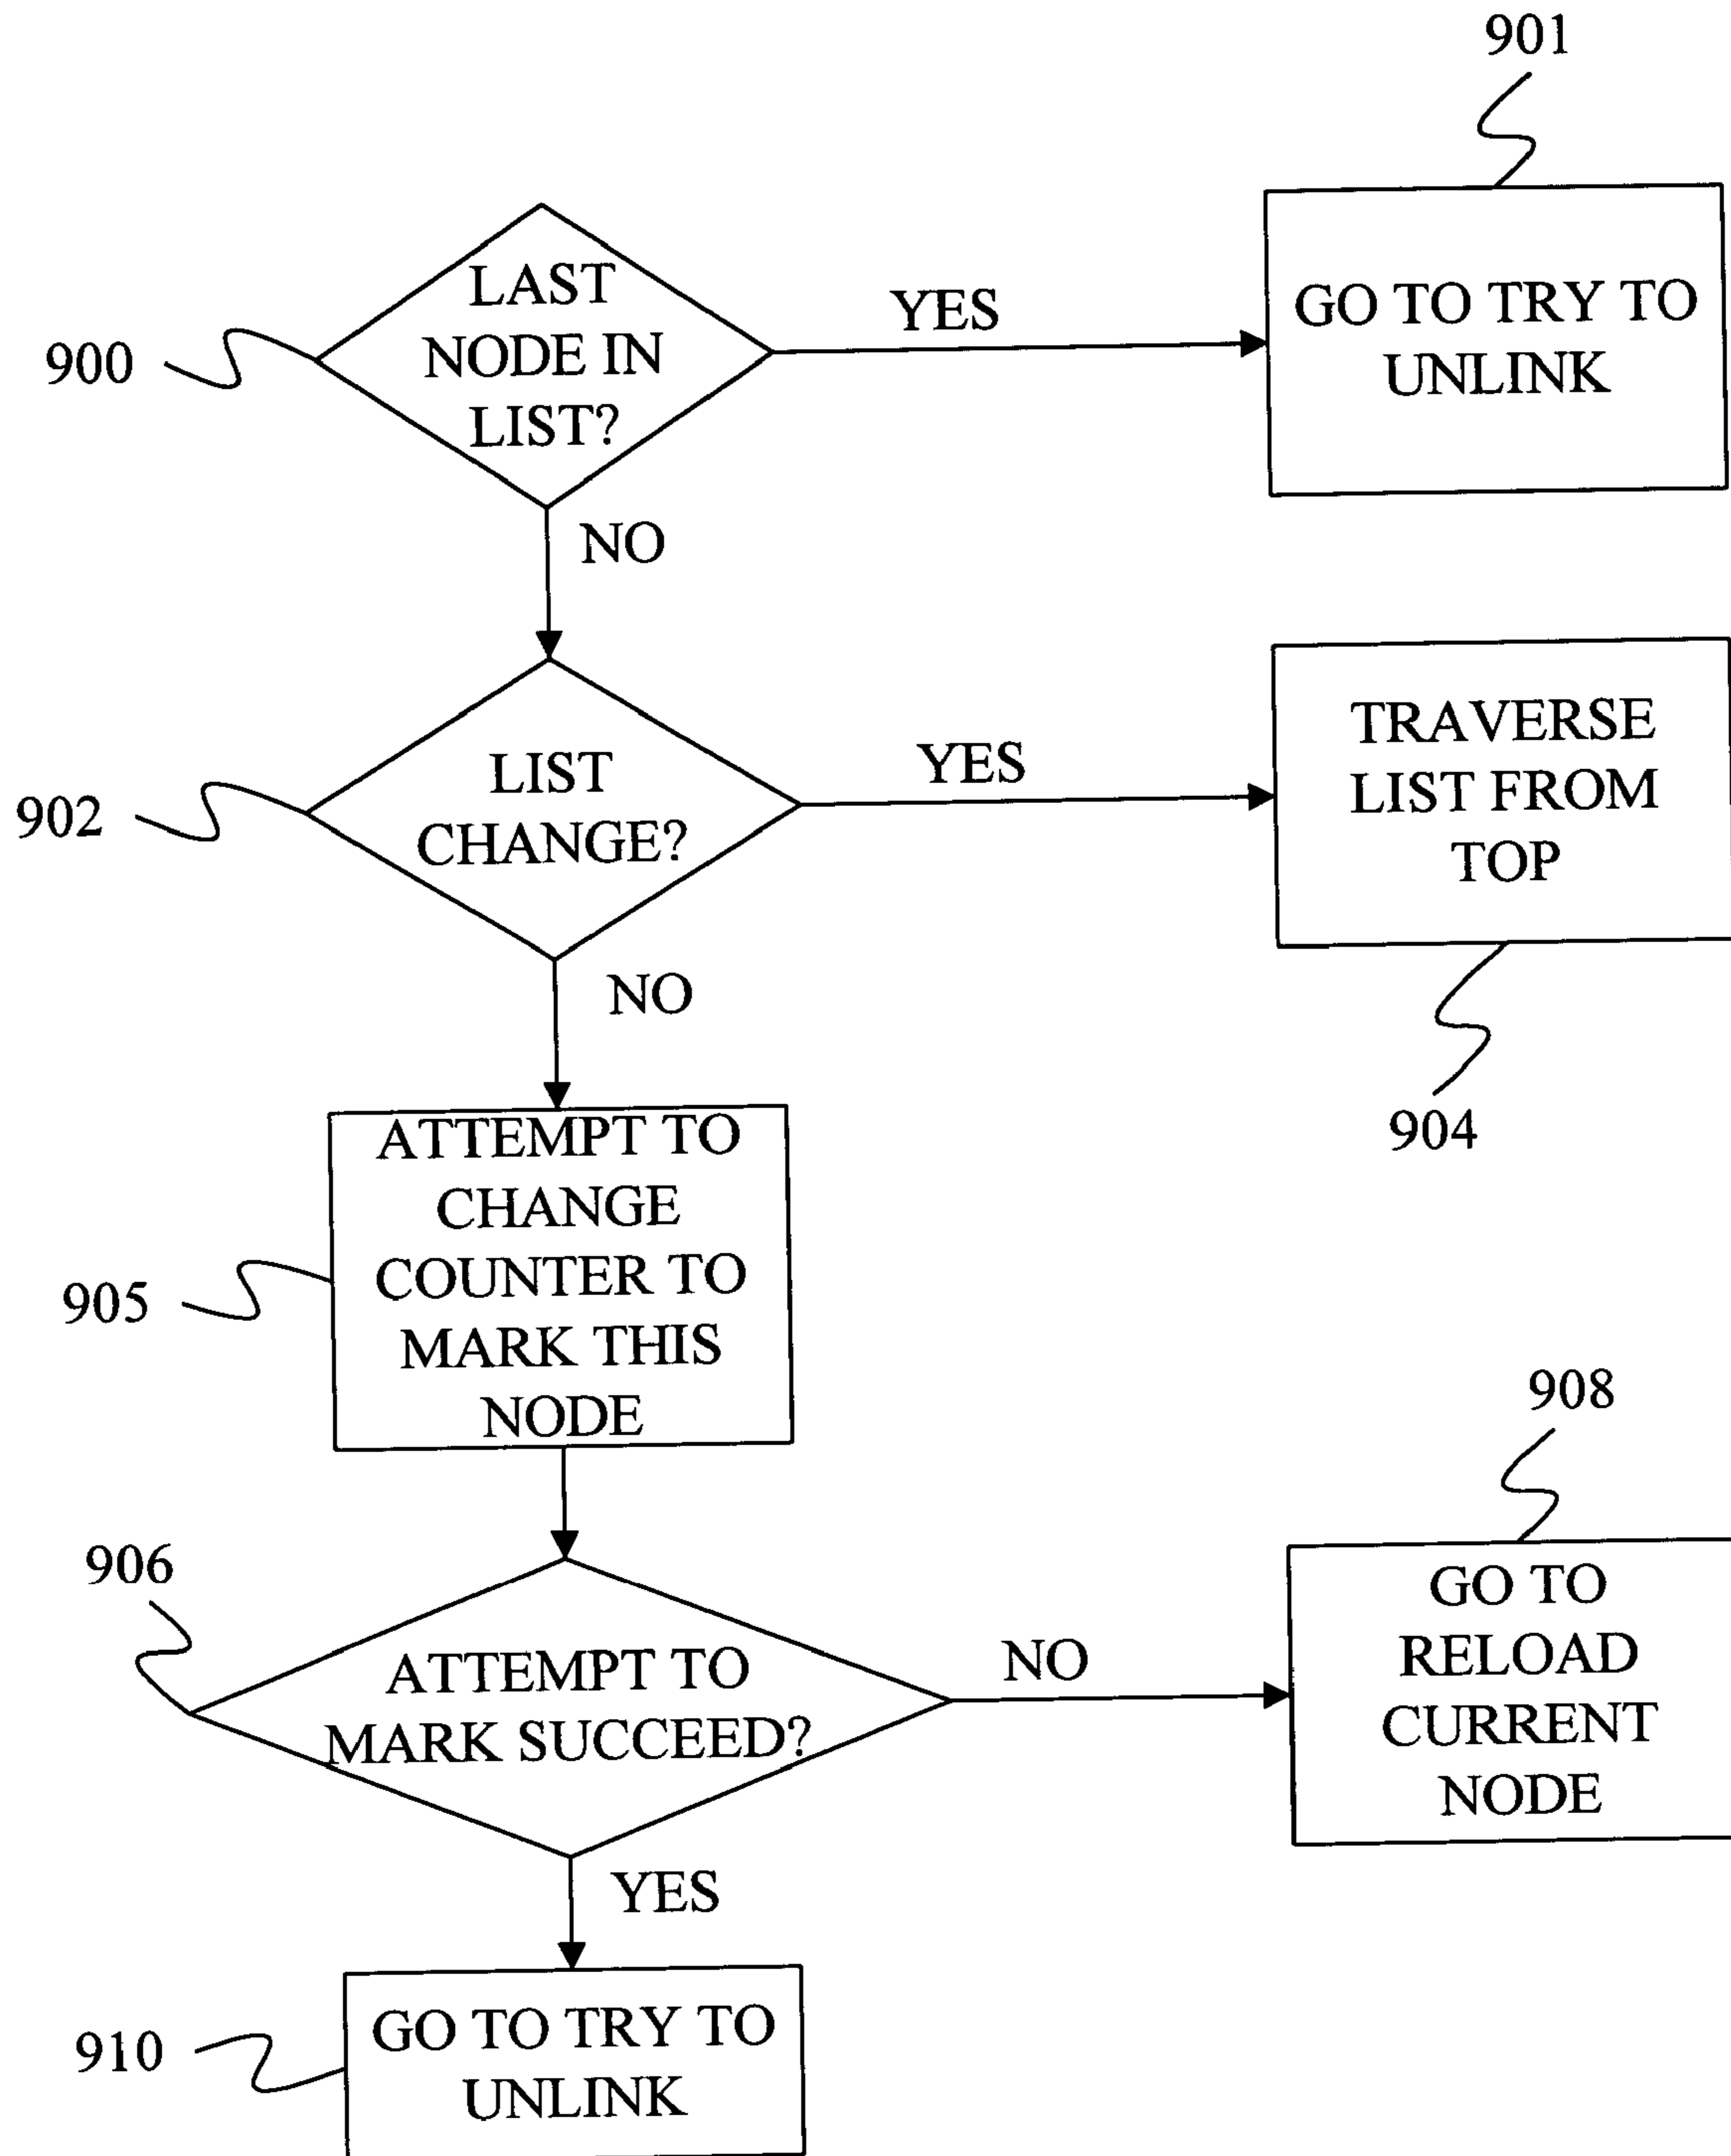 901
LAST
NODE IN
LIST?
900
YES
GO TO TRY TO
UNLINK
NO
LIST
CHANGE?
902
YES
TRAVERSE
LIST FROM
TOP
904
NO
ATTEMPT TO
CHANGE
COUNTER TO
MARK THIS
NODE
905
908
906
ATTEMPT TO
MARK SUCCEED?
NO
GO TO
RELOAD
CURRENT
NODE
YES
910
GO TO TRY TO
UNLINK